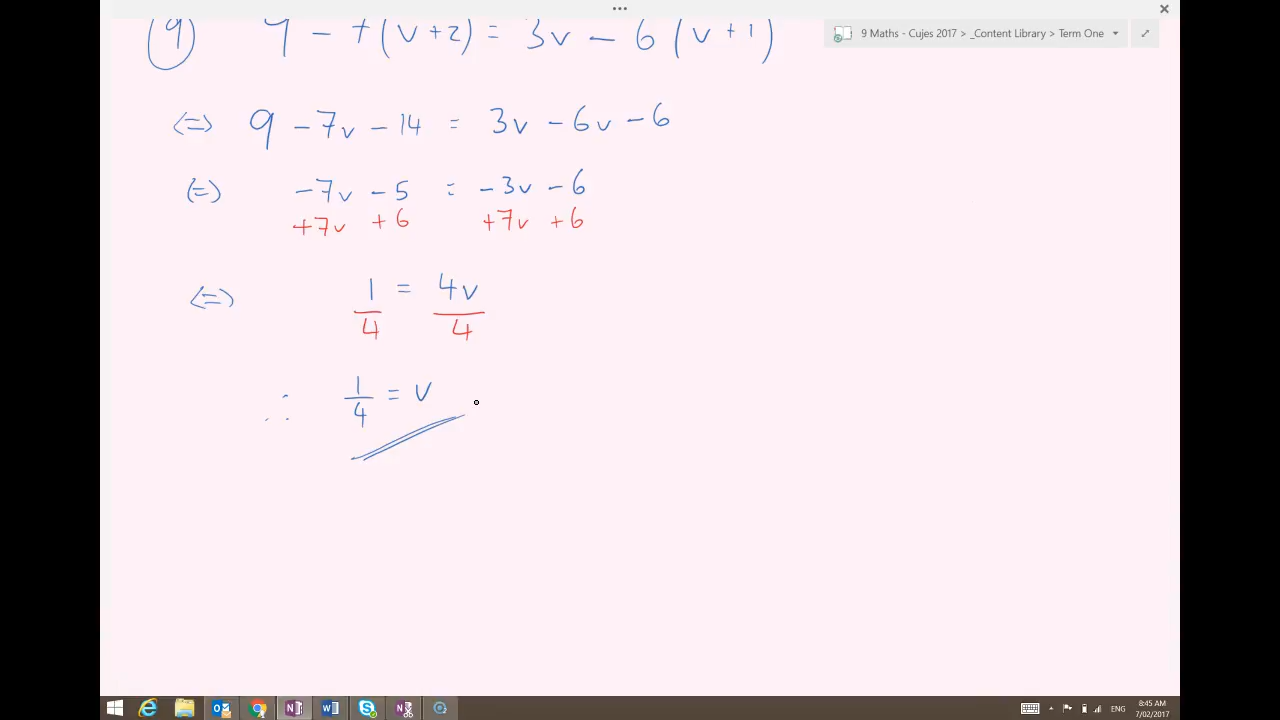 9 Maths - Cujes 2017 > _Content Library > Term One
(9) 9 - 7(v+2) = 3v - 6(v+1)
<=> 9 - 7v - 14 = 3v - 6v - 6
<=> -7v - 5 = -3v - 6
+7v +6 +7v +6
<=> 1/4 = 4v/4
∴ 1/4 = v
ENG
8:45 AM
7/02/2017